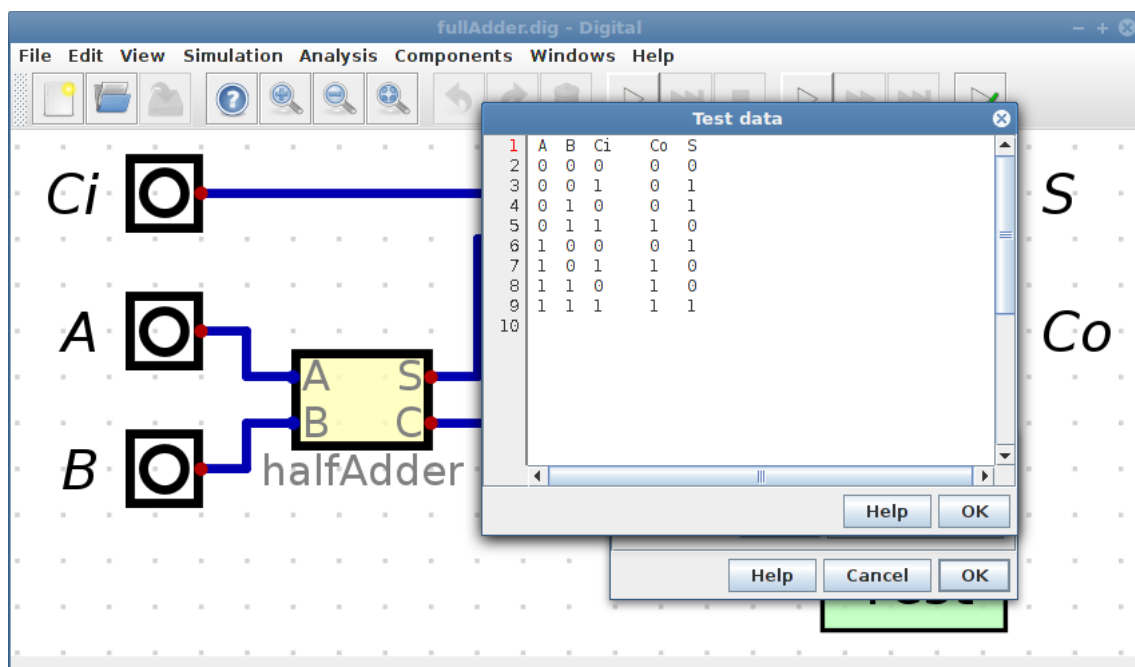 fullAdder.dig - Digital
File Edit View Simulation Analysis Components Windows Help
Test data
1 A B Ci Co S
2 0 0 0 0 0
3 0 0 1 0 1
4 0 1 0 0 1
5 0 1 1 1 0
6 1 0 0 0 1
7 1 0 1 1 0
8 1 1 0 1 0
9 1 1 1 1 1
10
Ci
S
A
Co
A S
B C
B
halfAdder
Help OK
Help Cancel OK
Test